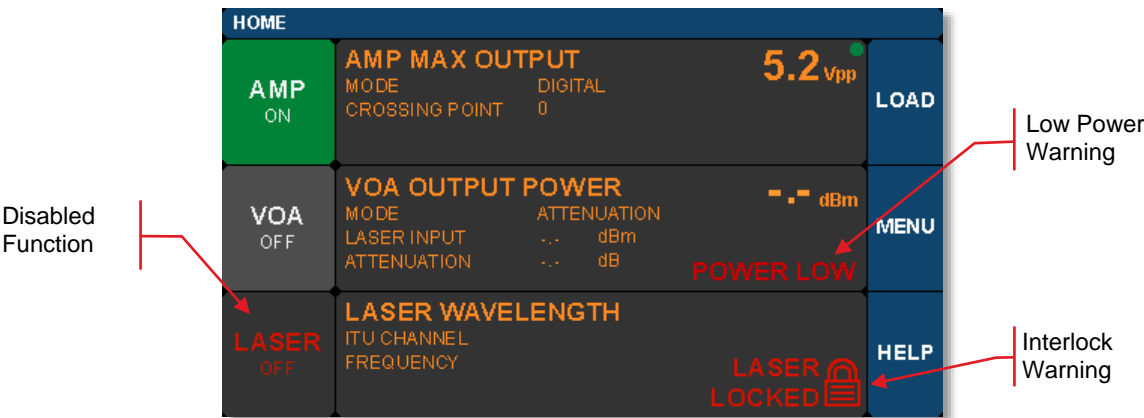 HOME
AMP
ON
AMP MAX OUTPUT
5.2 Vpp
MODE DIGITAL
CROSSING POINT 0
LOAD
VOA
OFF
VOA OUTPUT POWER
-.- dBm
MODE ATTENUATION
LASER INPUT -.- dBm
ATTENUATION -.- dB
POWER LOW
MENU
LASER
OFF
LASER WAVELENGTH
ITU CHANNEL
FREQUENCY
LASER
LOCKED
HELP
Disabled
Function
Low Power
Warning
Interlock
Warning